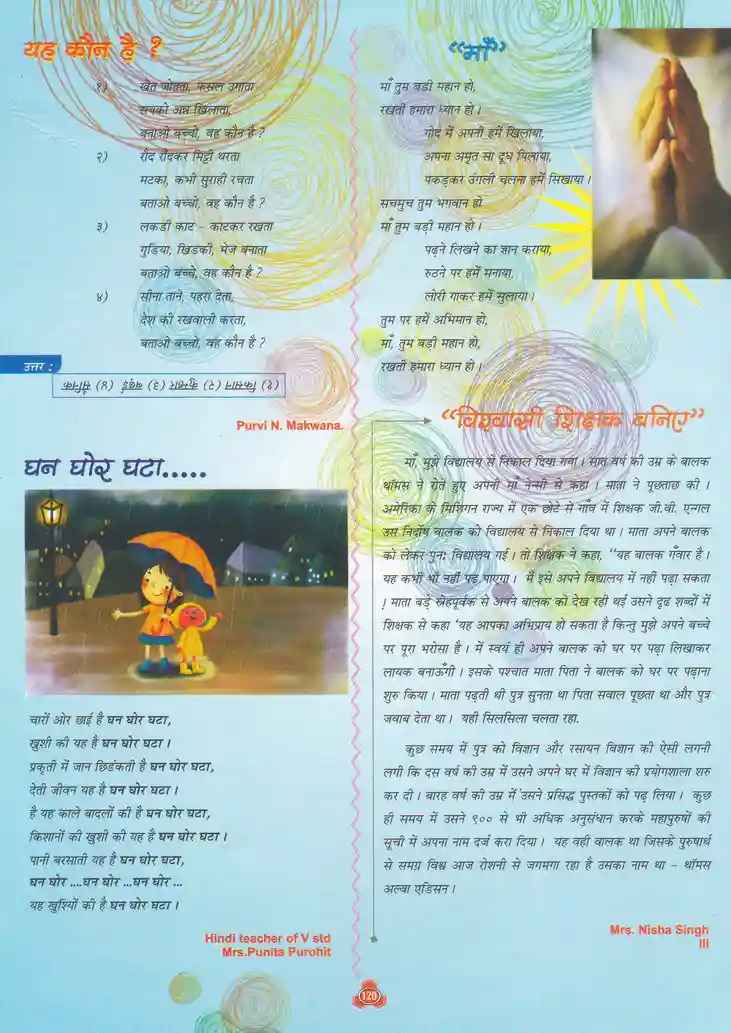 यह कौन है ?
१) खेत जोतता, फसल उगाता
सबको अन्न खिलाता,
बताओ बच्चो, वह कौन है ?
२) रौंद रौंदकर मिट्टी थरता
मटका, कभी सुराही रचता
बताओ बच्चो, वह कौन है ?
३) लकडी काट - काटकर रखता
गुडिया, खिडकी, मेज बनाता
बताओ बच्चे, वह कौन है ?
४) सीना ताने, पहरा देता,
देश की रखवाली करता,
बताओ बच्चो, वह कौन है ?
उत्तर :
(१) किसान (२) कुम्हार (३) बढ़ई (४) सैनिक
Purvi N. Makwana.
घन घोर घटा.....
चारों ओर छाई है घन घोर घटा,
खुशी की यह है घन घोर घटा ।
प्रकृती में जान छिडंकती है घन घोर घटा,
देती जीवन यह है घन घोर घटा ।
है यह काले बादलों की है घन घोर घटा,
किशानों की खुशी की यह है घन घोर घटा ।
पानी बरसाती यह है घन घोर घटा,
घन घोर ....घन घोर ...घन घोर ...
यह खुश्यिों की है घन घोर घटा ।
Hindi teacher of V std
Mrs.Punita Purohit
“माँ”
माँ तुम बडी महान हो,
रखती हमारा ध्यान हो ।
गोद में अपनी हमें खिलाया,
अपना अमृत सा दूध पिलाया,
पकड़कर उंगली चलना हमें सिखाया ।
सचमुच तुम भगवान हो
माँ तुम बड़ी महान हो ।
पढ़ने लिखने का ज्ञान कराया,
रुठने पर हमें मनाया,
लोरी गाकर हमें सुलाया ।
तुम पर हमें अभिमान हो,
माँ, तुम बडी महान हो,
रखती हमारा ध्यान हो ।
“विश्वासी शिक्षक बनिए”
माँ, मुझे विद्यालय से निकाल दिया गया । सात वर्ष की उम्र के बालक
थॉमस ने रोते हुए अपनी माँ नेन्सी से कहा । माता ने पूछताछ की ।
अमेरिका के मिशिगन राज्य में एक छोटे से गाँव में शिक्षक जी.वी. एन्गल
उस निर्दोष बालक को विद्यालय से निकाल दिया था । माता अपने बालक
को लेकर पुनः विद्यालय गई । तो शिक्षक ने कहा, ‘‘यह बालक गँवार है ।
यह कभी भी नहीं पढ़ पाएगा । मैं इसे अपने विद्यालय में नहीं पढ़ा सकता
! माता बड़े स्नेहपूर्वक से अपने बालक को देख रही थई उसने दृढ शब्दों में
शिक्षक से कहा ‘यह आपका अभिप्राय हो सकता है किन्तु मुझे अपने बच्चे
पर पूरा भरोसा है । में स्वयं ही अपने बालक को घर पर पढ़ा लिखाकर
लायक बनाऊँगी । इसके पश्चात माता पिता ने बालक को घर पर पढ़ाना
शुरु किया । माता पढ़ती थी पुत्र सुनता था पिता सवाल पूछता था और पुत्र
जवाब देता था । यही सिलसिला चलता रहा.
कुछ समय में पुत्र को विज्ञान और रसायन विज्ञान की ऐसी लगनी
लगी कि दस वर्ष की उम्र में उसने अपने घर में विज्ञान की प्रयोगशाला शरु
कर दी । बारह वर्ष की उम्र में उसने प्रसिद्ध पुस्तकों को पढ़ लिया । कुछ
ही समय में उसने १०० से भी अधिक अनुसंधान करके महापुरुषों की
सूची में अपना नाम दर्ज करा दिया । यह वही वालक था जिसके पुरुषार्थ
से समग्र विश्व आज रोशनी से जगमगा रहा है उसका नाम था - थॉमस
अल्वा एडिसन ।
Mrs. Nisha Singh
III
120